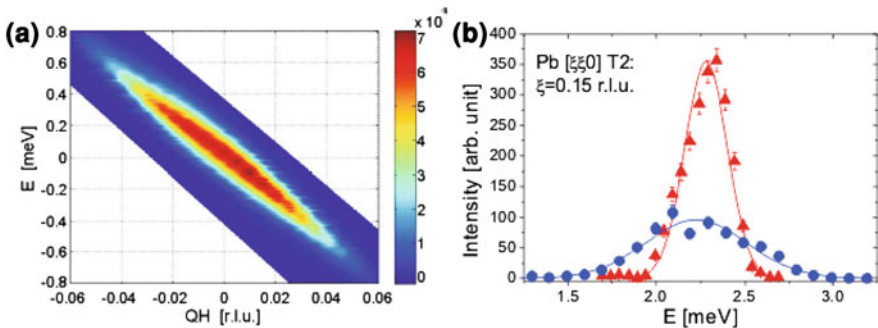 (a)
0.8
0.6
0.4
0.2
0
-0.2
-0.4
-0.6
-0.8
E [meV]
-0.06 -0.04 -0.02 0 0.02 0.04 0.06
QH [r.l.u.]
7
6
5
4
3
2
1
0
(b)
Pb [ξξ0] T2:
ξ=0.15 r.l.u.
400
350
300
250
200
150
100
50
0
Intensity [arb. unit]
1.5 2.0 2.5 3.0
E [meV]